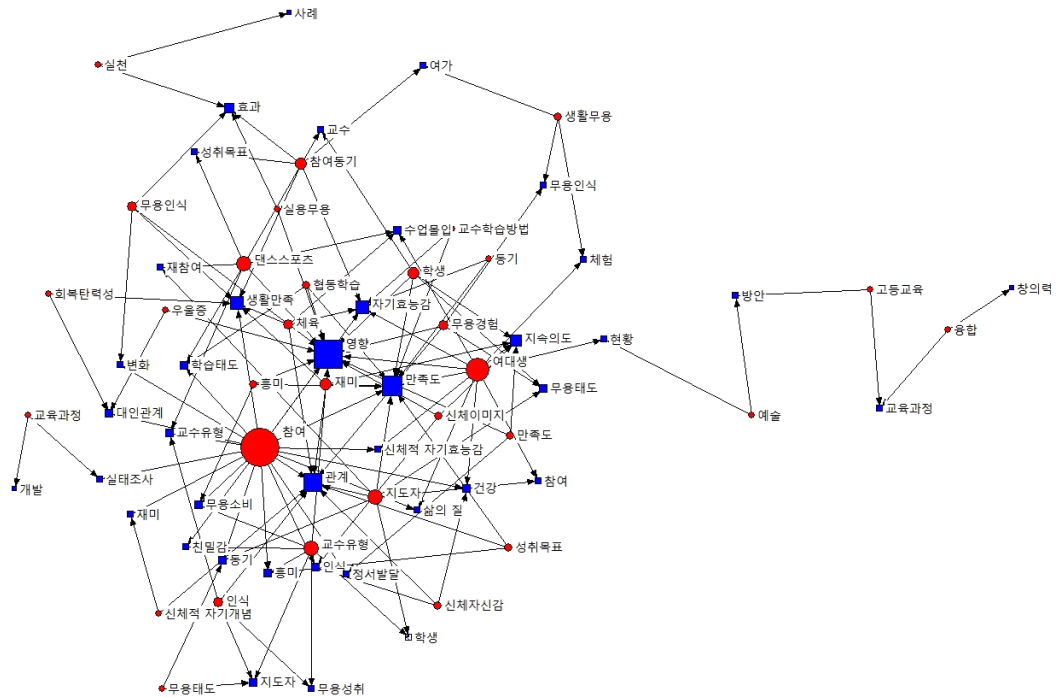 사례
실천
여가
효과
생활무용
교수
성취목표
참여동기
무용인식
무용인식
실용무용
수업몰입
교수학습방법
댄스스포츠
동기
체험
재참여
학생
협동학습
창의력
고등교육
회복탄력성
방안
생활만족
자기효능감
우울증
체육
무용경험
융합
지속의도
현황
영향
변화
학습태도
여대생
흥미
재미
만족도
무용태도
교육과정
교육과정
대인관계
신체이미지
예술
참여
교수유형
만족도
신체적 자기효능감
실태조사
관계
참여
개발
건강
지도자
무용소비
삶의 질
재미
친밀감
교수유형
성취목표
동기
인식
흥미
정서발달
인식
신체자신감
신체적 자기개념
학생
지도자
무용태도
무용성취